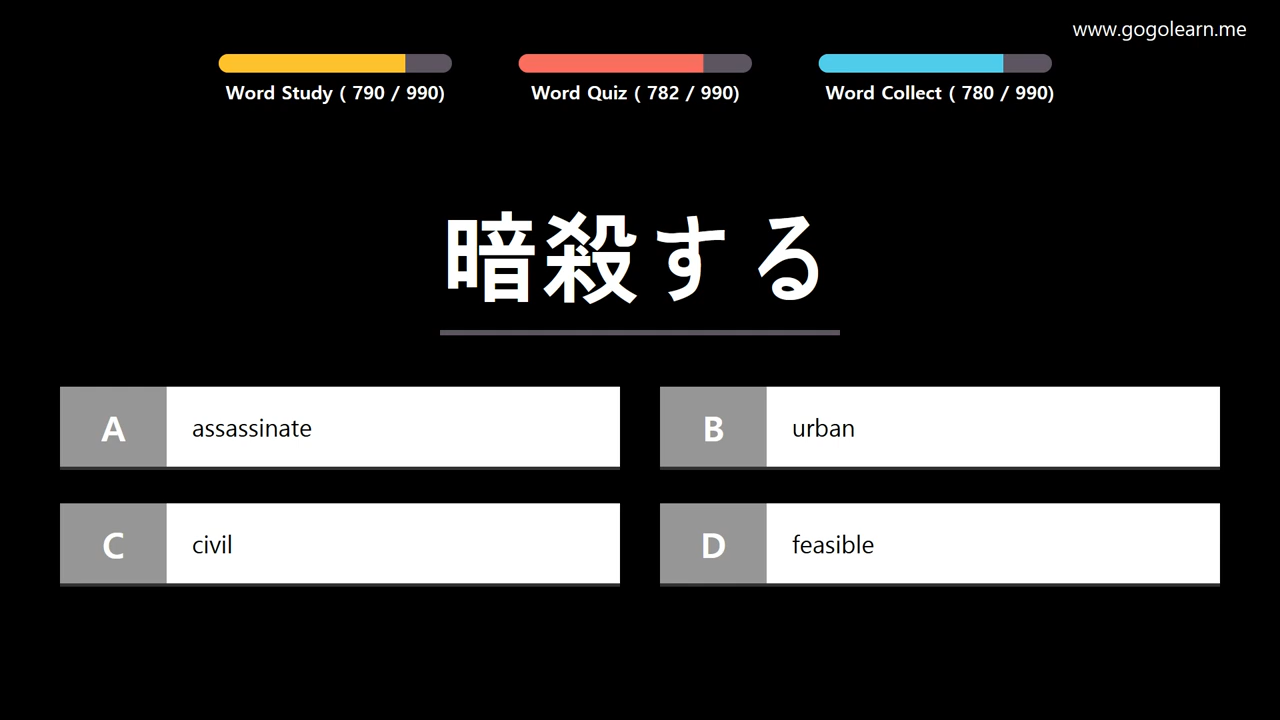 www.gogolearn.me
Word Study ( 790 / 990)
Word Quiz ( 782 / 990)
Word Collect ( 780 / 990)
暗殺する
A assassinate
B urban
C civil
D feasible